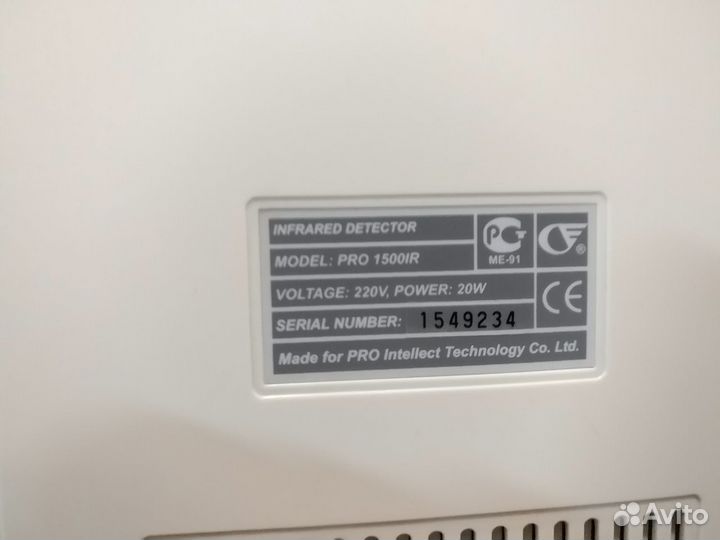 INFRARED DETECTOR
MODEL: PRO 1500IR
VOLTAGE: 220V, POWER: 20W
SERIAL NUMBER: 1549234
Made for PRO Intellect Technology Co. Ltd.
РСТ
ME-91
®
CE
Avito